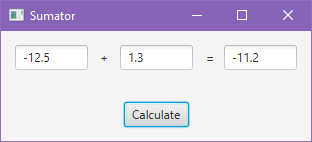 Sumator
-12.5 + 1.3 = -11.2
Calculate